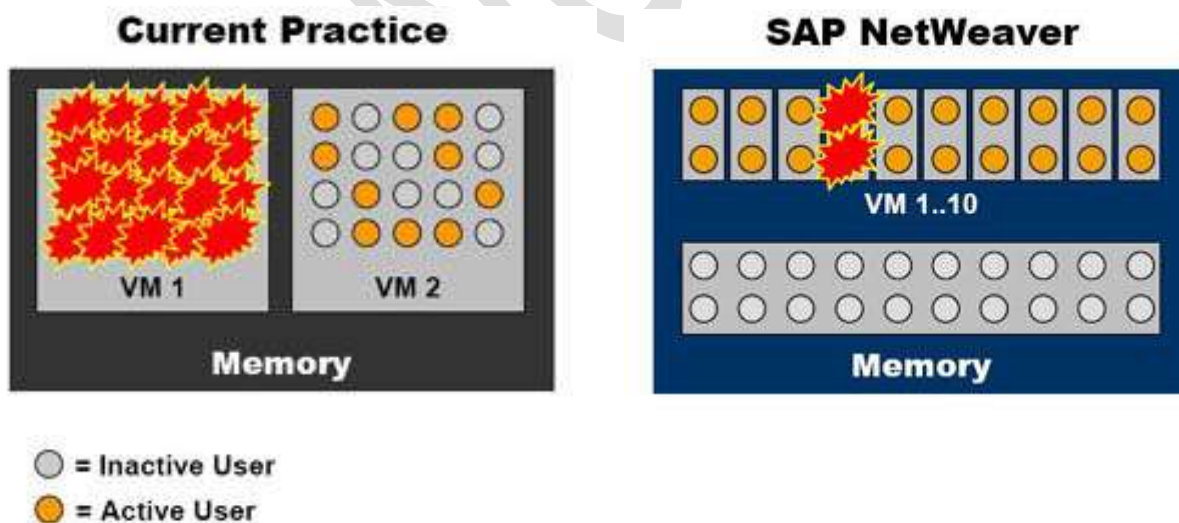 Current Practice
SAP NetWeaver
VM 1
VM 2
VM 1..10
Memory
Memory
= Inactive User
= Active User